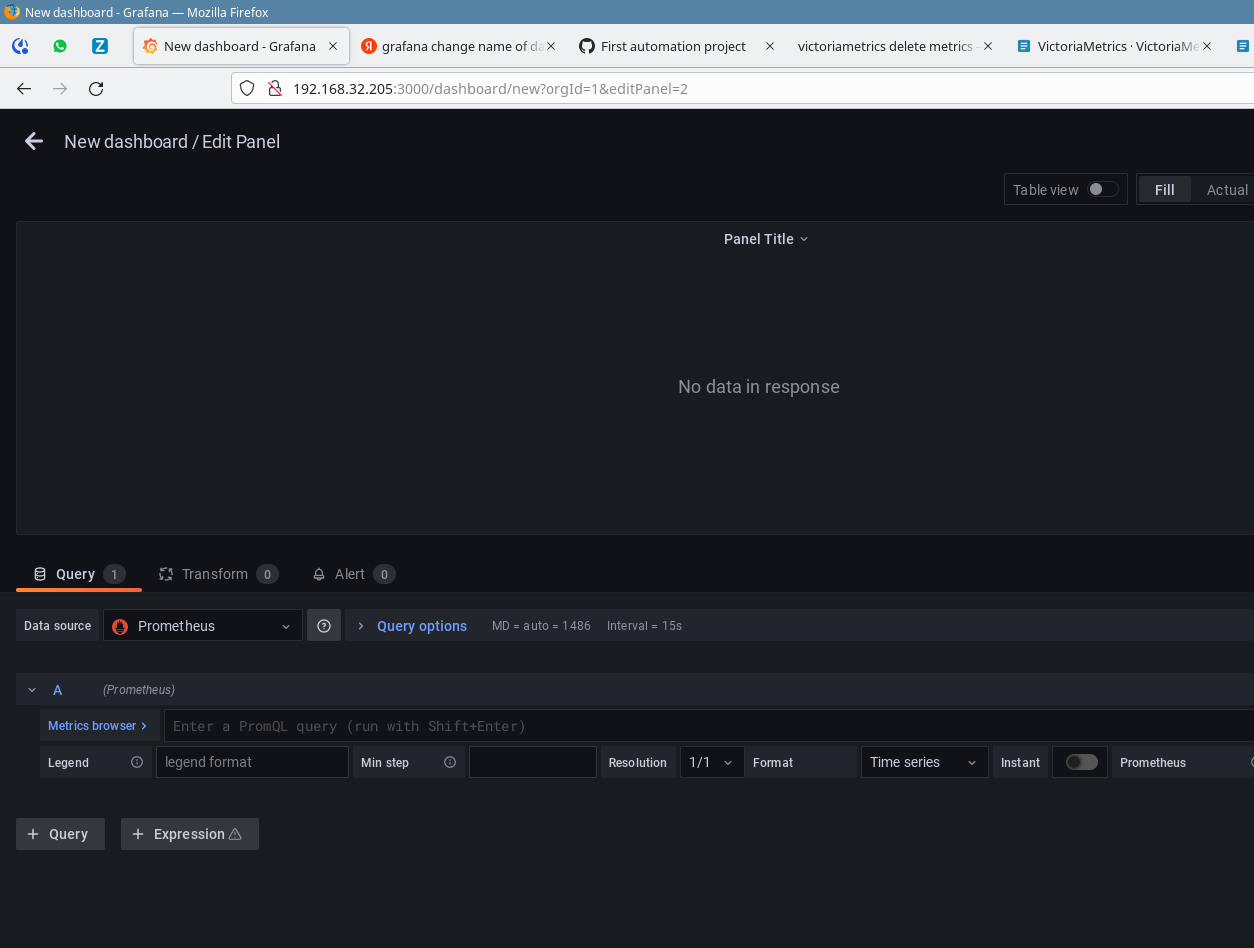 New dashboard - Grafana — Mozilla Firefox
New dashboard - Grafana
grafana change name of da
First automation project
victoriametrics delete metrics -
VictoriaMetrics · VictoriaMe
192.168.32.205:3000/dashboard/new?orgId=1&editPanel=2
New dashboard / Edit Panel
Table view Fill Actual
Panel Title
No data in response
Query 1 Transform 0 Alert 0
Data source Prometheus Query options MD = auto = 1486 Interval = 15s
A (Prometheus)
Metrics browser > Enter a PromQL query (run with Shift+Enter)
Legend legend format Min step Resolution 1/1 Format Time series Instant Prometheus
+ Query + Expression